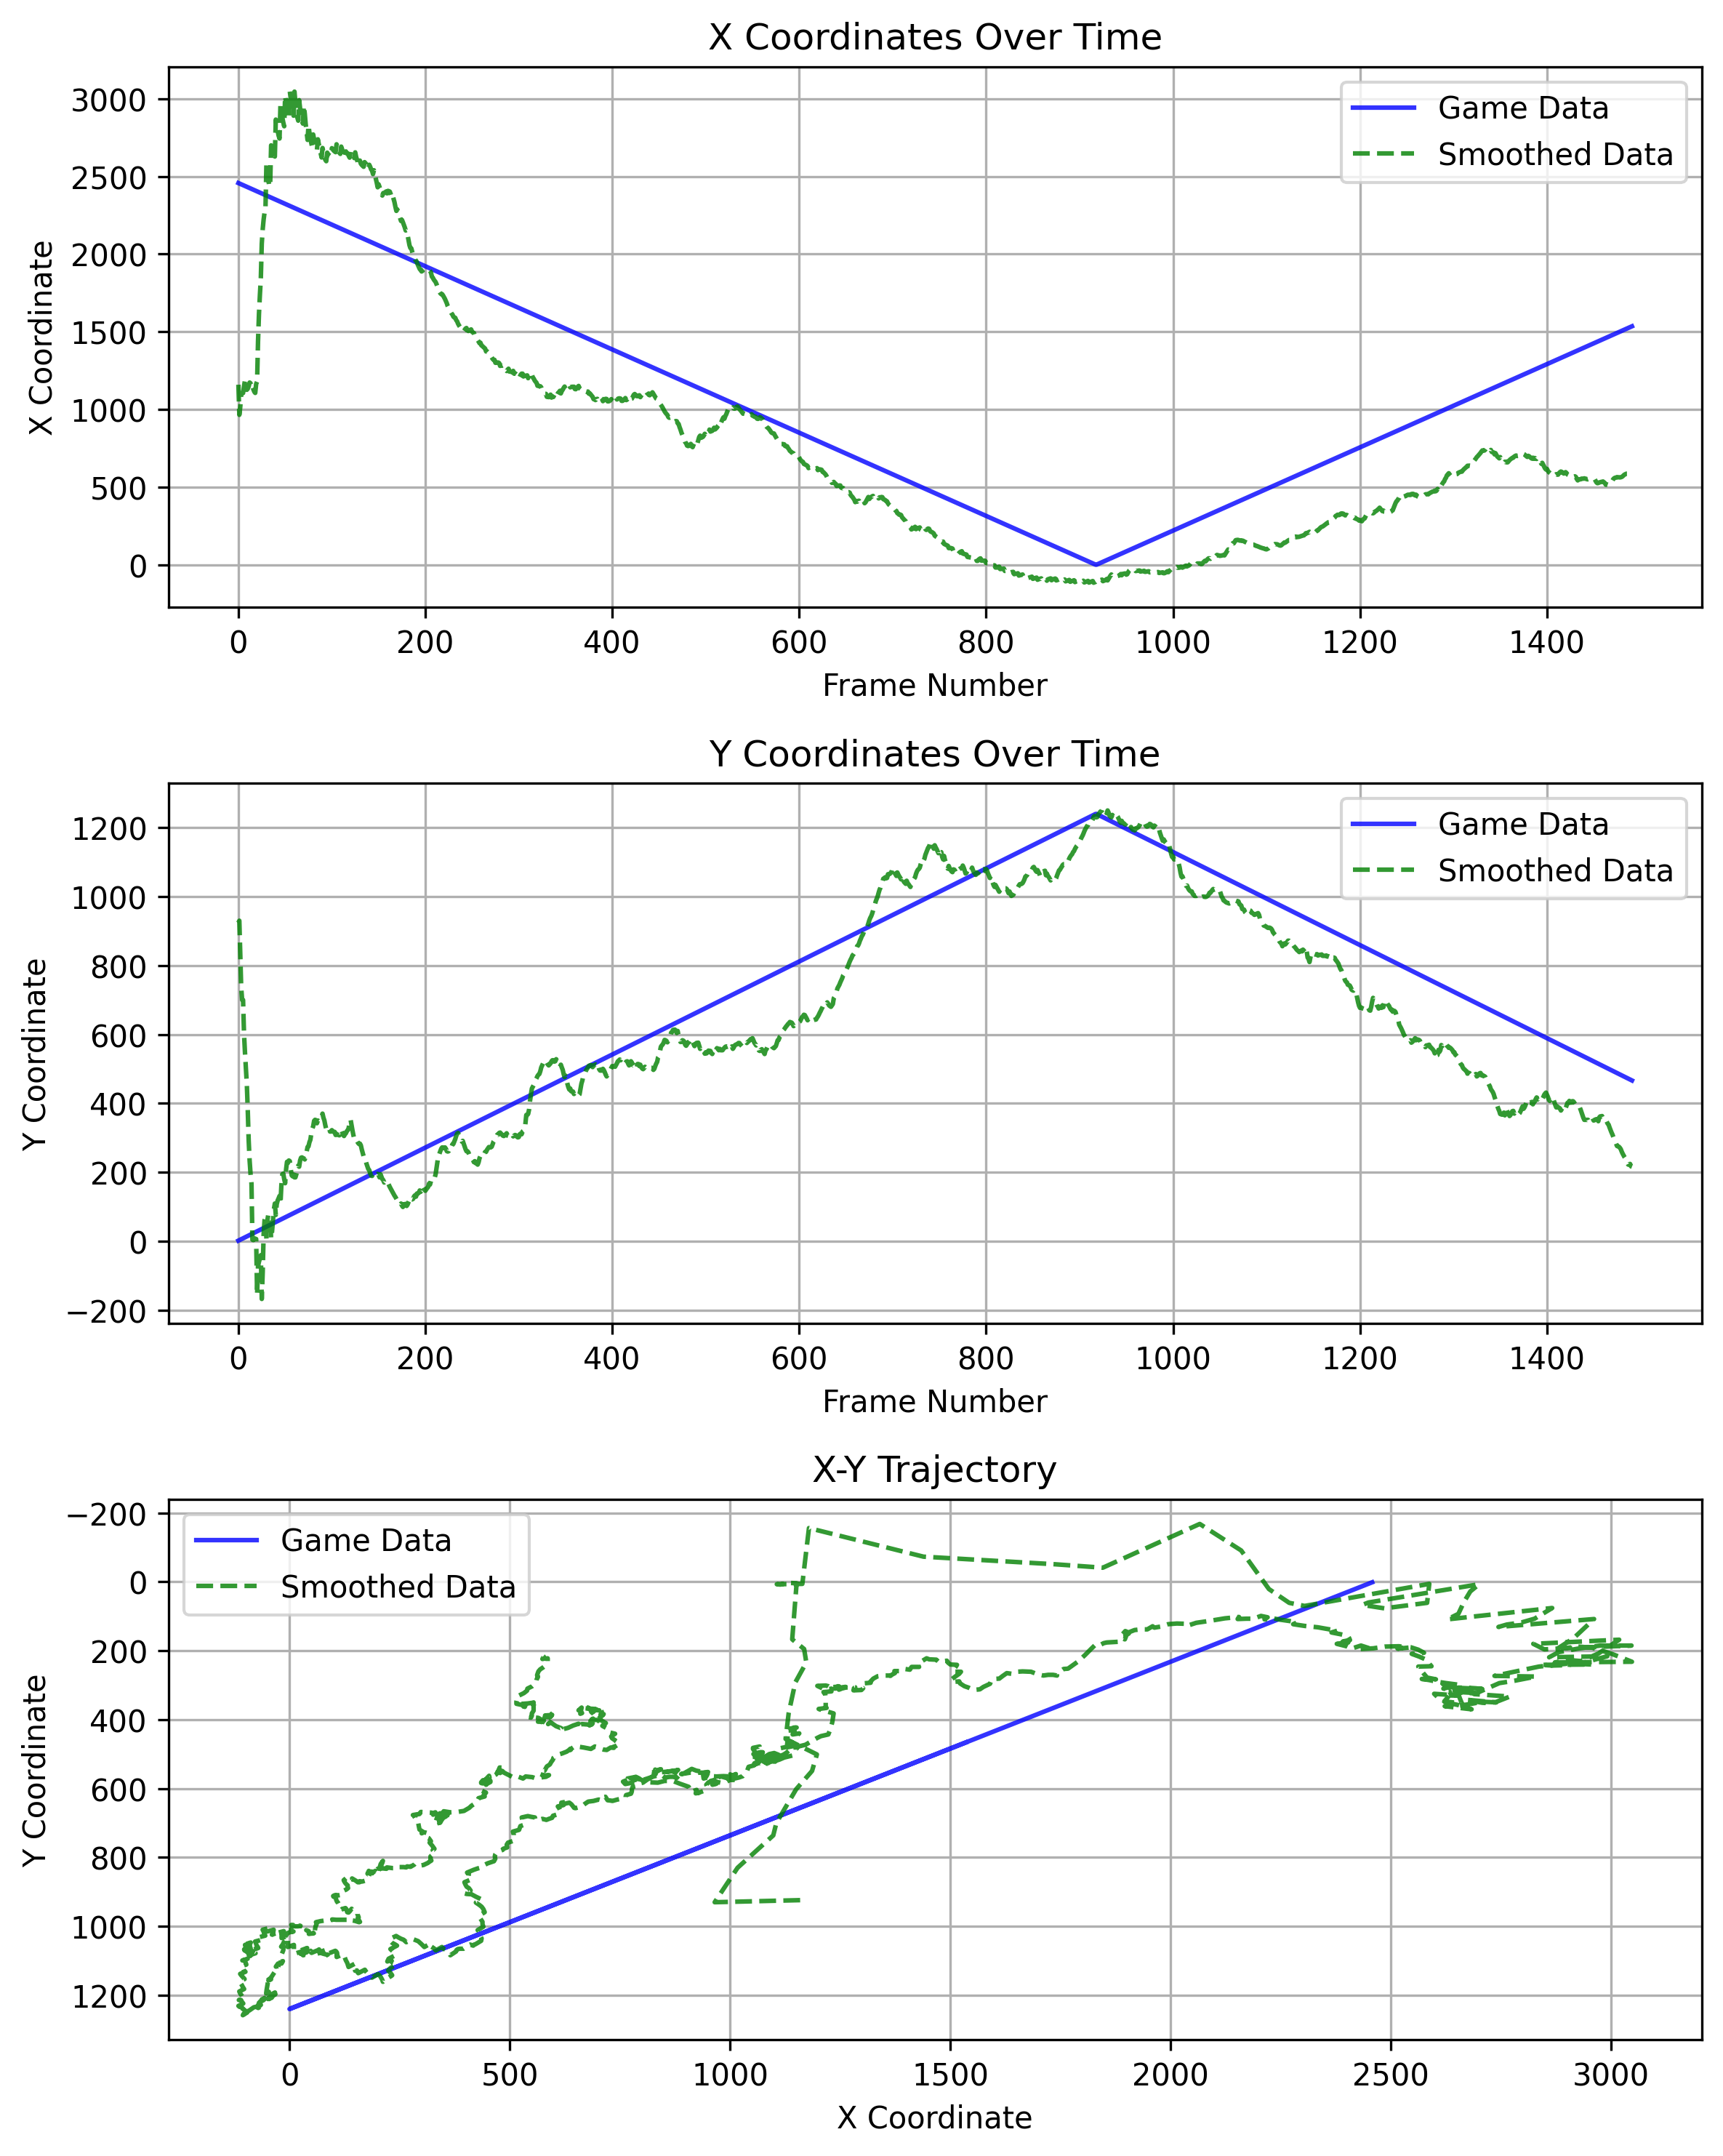 X Coordinates Over Time
3000
2500
2000
1500
1000
500
0
X Coordinate
Game Data
Smoothed Data
0 200 400 600 800 1000 1200 1400
Frame Number
Y Coordinates Over Time
1200
1000
800
600
400
200
0
−200
Y Coordinate
Game Data
Smoothed Data
0 200 400 600 800 1000 1200 1400
Frame Number
X-Y Trajectory
−200
0
200
400
600
800
1000
1200
Y Coordinate
Game Data
Smoothed Data
0 500 1000 1500 2000 2500 3000
X Coordinate